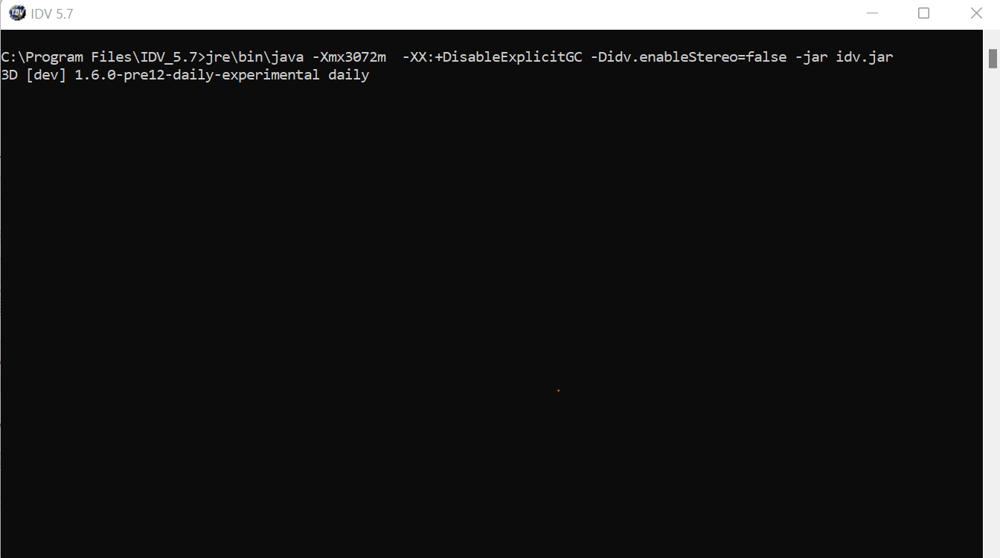 IDV IDV 5.7
C:\Program Files\IDV_5.7>jre\bin\java -Xmx3072m  -XX:+DisableExplicitGC -Didv.enableStereo=false -jar idv.jar
3D [dev] 1.6.0-pre12-daily-experimental daily